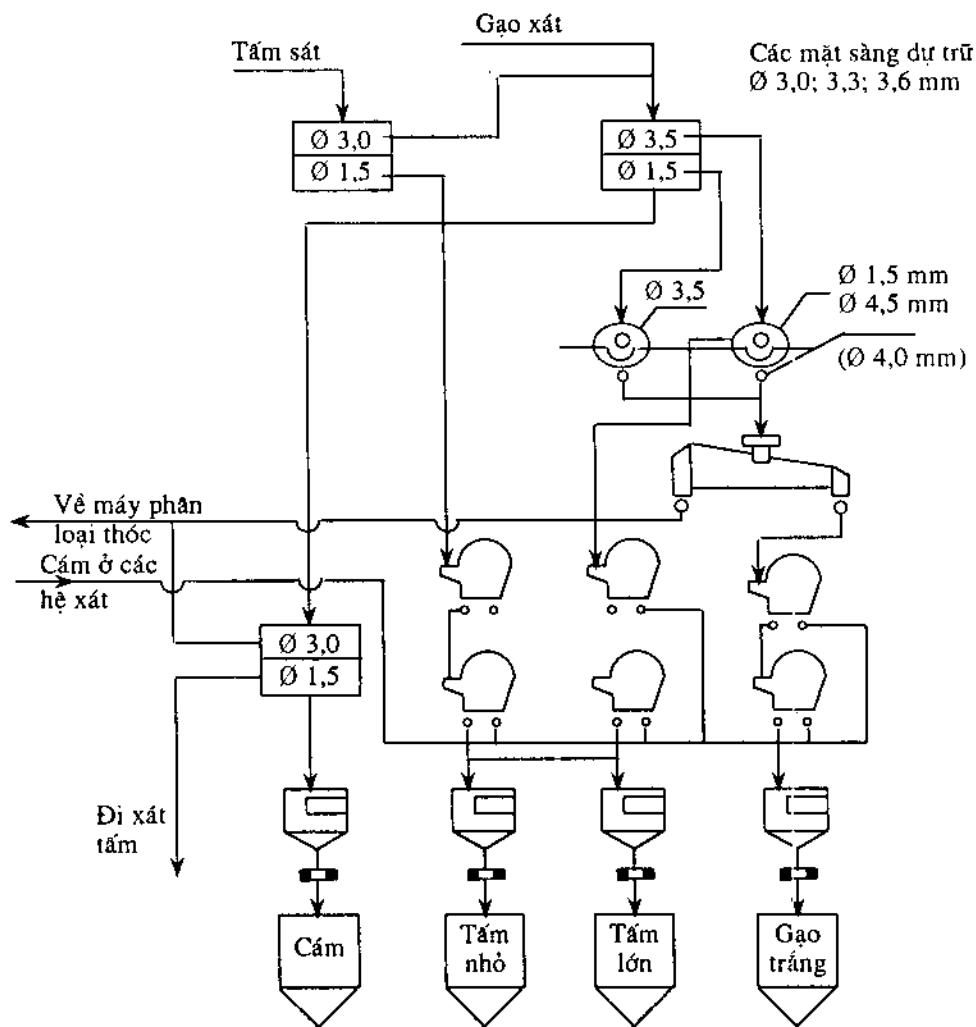 Gạo xát
Tấm sát
Các mặt sàng dự trữ
Ø 3,0; 3,3; 3,6 mm
Ø 3,0
Ø 1,5
Ø 3,5
Ø 1,5
Ø 3,5
Ø 1,5 mm
Ø 4,5 mm
(Ø 4,0 mm)
Về máy phân
loại thóc
Cám ở các
hệ xát
Ø 3,0
Ø 1,5
Đi xát
tấm
Cám
Tấm
nhỏ
Tấm
lớn
Gạo
trắng